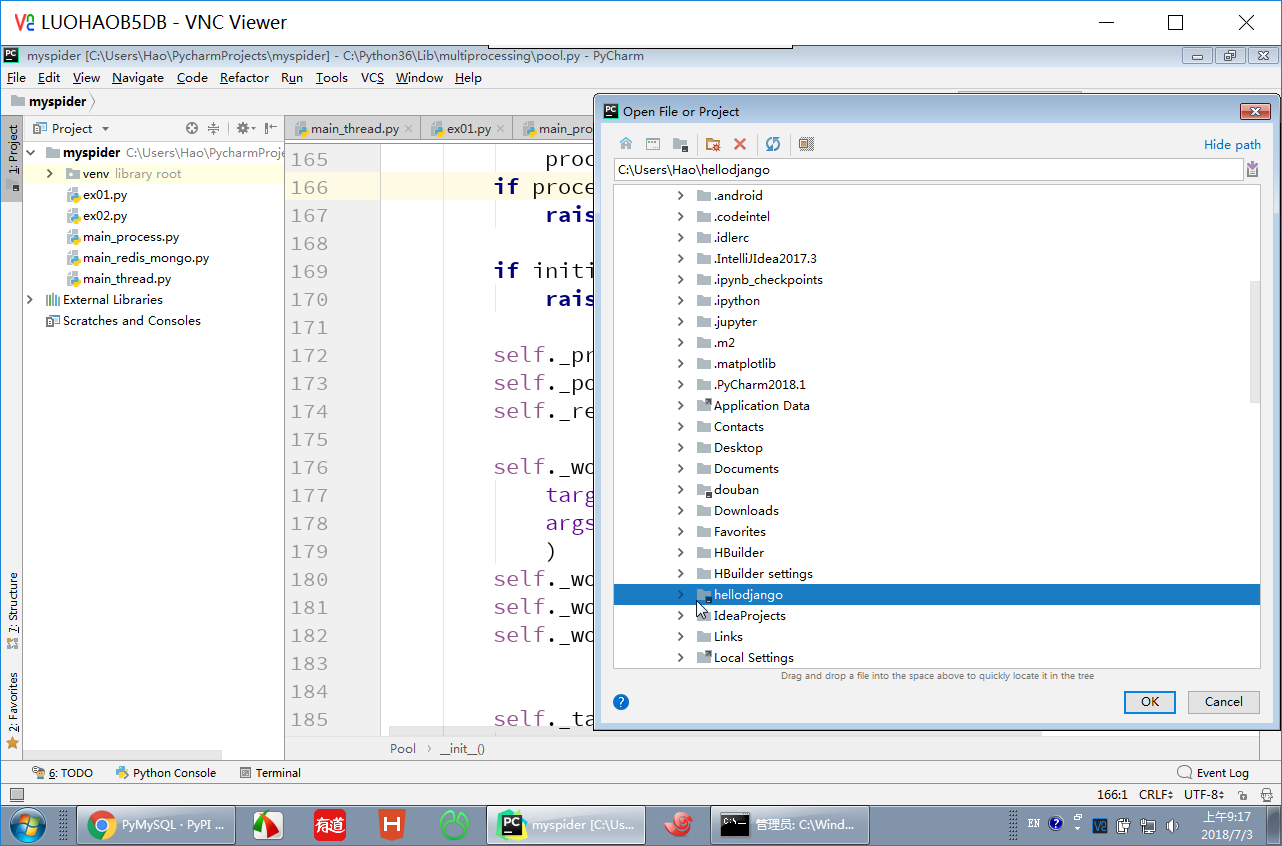 LUOHAOB5DB - VNC Viewer
myspider [C:\Users\Hao\PycharmProjects\myspider] - C:\Python36\Lib\multiprocessing\pool.py - PyCharm
File Edit View Navigate Code Refactor Run Tools VCS Window Help
myspider
Project
main_thread.py
ex01.py
main_pro
1: Project
myspider C:\Users\Hao\PycharmProje
venv library root
ex01.py
ex02.py
main_process.py
main_redis_mongo.py
main_thread.py
External Libraries
Scratches and Consoles
7: Structure
2: Favorites
165 proc
166 if proce
167 rais
168
169 if initi
170 rais
171
172 self._pr
173 self._po
174 self._re
175
176 self._wo
177 targ
178 args
179 )
180 self._wo
181 self._wo
182 self._wo
183
184
185 self._ta
Pool › __init__()
Open File or Project
Hide path
C:\Users\Hao\hellodjango
.android
.codeintel
.idlerc
.IntelliJIdea2017.3
.ipynb_checkpoints
.ipython
.jupyter
.m2
.matplotlib
.PyCharm2018.1
Application Data
Contacts
Desktop
Documents
douban
Downloads
Favorites
HBuilder
HBuilder settings
hellodjango
IdeaProjects
Links
Local Settings
Drag and drop a file into the space above to quickly locate it in the tree
?
OK
Cancel
6: TODO
Python Console
Terminal
Event Log
166:1 CRLF UTF-8
PyMySQL · PyPI ...
有道
myspider [C:\Us...
管理员: C:\Wind...
EN
上午9:17
2018/7/3